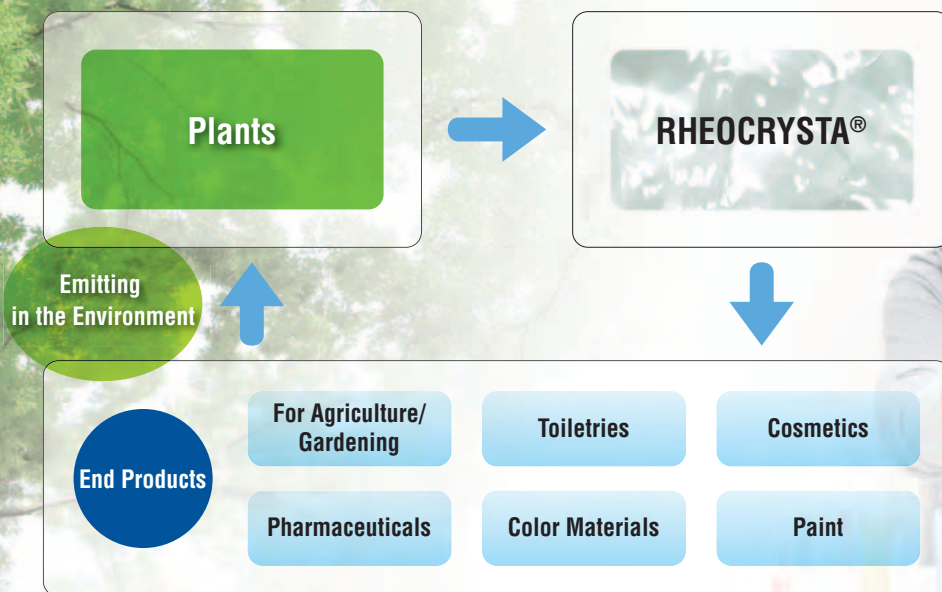 Plants
RHEOCRYSTA®
Emitting
in the Environment
End Products
For Agriculture/
Gardening
Toiletries
Cosmetics
Pharmaceuticals
Color Materials
Paint